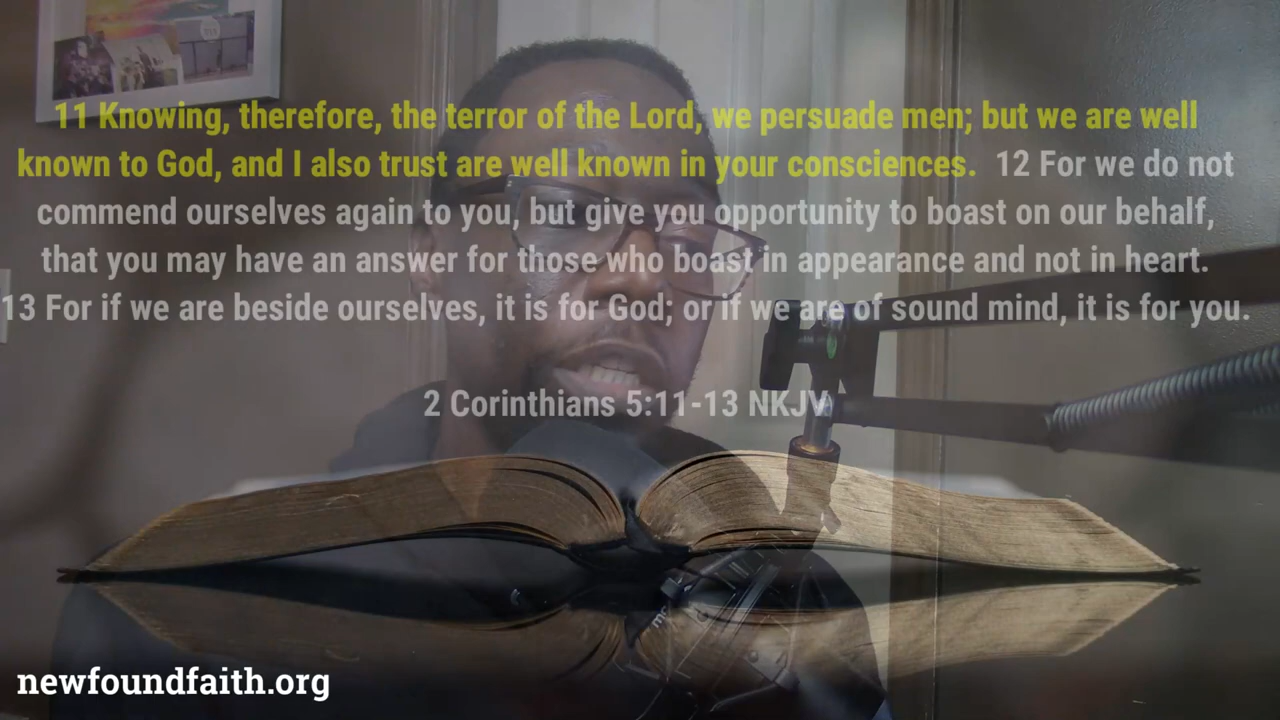 11 Knowing, therefore, the terror of the Lord, we persuade men; but we are well
known to God, and I also trust are well known in your consciences. 12 For we do not
commend ourselves again to you, but give you opportunity to boast on our behalf,
that you may have an answer for those who boast in appearance and not in heart.
13 For if we are beside ourselves, it is for God; or if we are of sound mind, it is for you.
2 Corinthians 5:11-13 NKJV
newfoundfaith.org